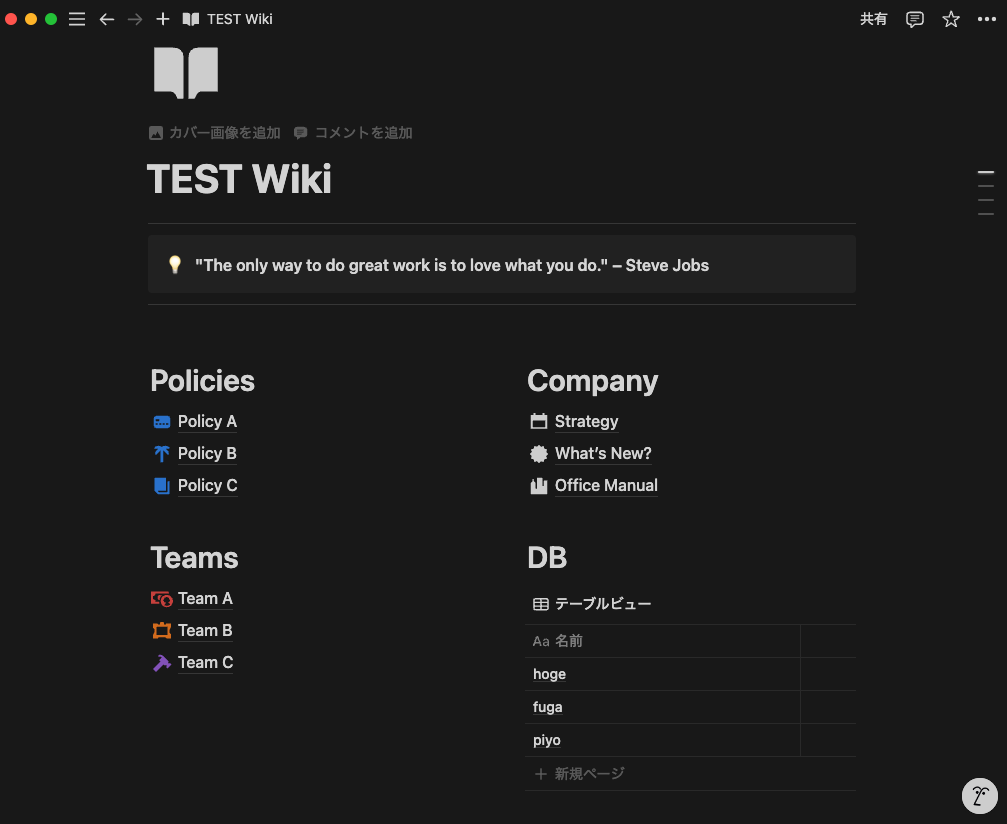 TEST Wiki
共有
カバー画像を追加 コメントを追加
TEST Wiki
"The only way to do great work is to love what you do." – Steve Jobs
Policies
Policy A
Policy B
Policy C
Company
Strategy
What’s New?
Office Manual
Teams
Team A
Team B
Team C
DB
テーブルビュー
Aa 名前
hoge
fuga
piyo
新規ページ